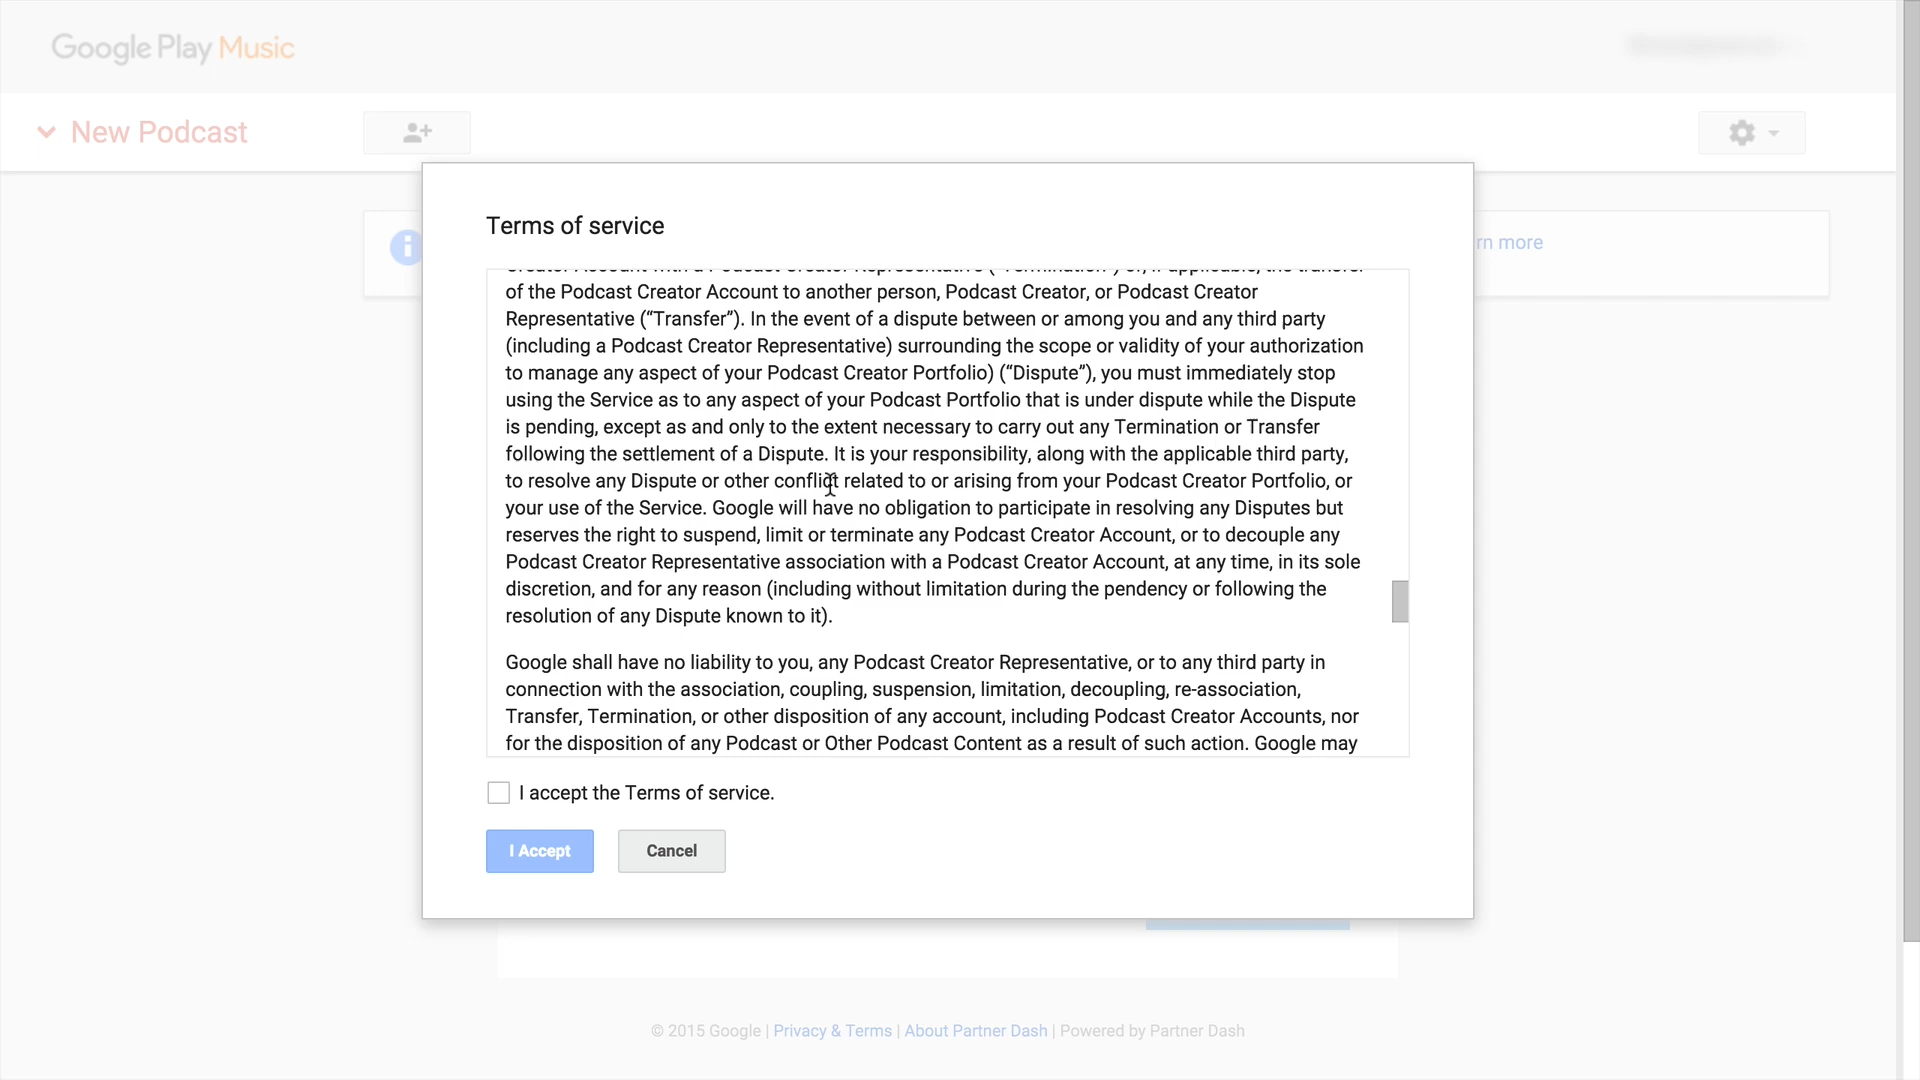 Google Play Music
New Podcast
rn more
Terms of service
Creator Account with a Podcast Creator Representative (“Termination”) or, if applicable, the transfer
of the Podcast Creator Account to another person, Podcast Creator, or Podcast Creator
Representative (“Transfer”). In the event of a dispute between or among you and any third party
(including a Podcast Creator Representative) surrounding the scope or validity of your authorization
to manage any aspect of your Podcast Creator Portfolio) (“Dispute”), you must immediately stop
using the Service as to any aspect of your Podcast Portfolio that is under dispute while the Dispute
is pending, except as and only to the extent necessary to carry out any Termination or Transfer
following the settlement of a Dispute. It is your responsibility, along with the applicable third party,
to resolve any Dispute or other conflict related to or arising from your Podcast Creator Portfolio, or
your use of the Service. Google will have no obligation to participate in resolving any Disputes but
reserves the right to suspend, limit or terminate any Podcast Creator Account, or to decouple any
Podcast Creator Representative association with a Podcast Creator Account, at any time, in its sole
discretion, and for any reason (including without limitation during the pendency or following the
resolution of any Dispute known to it).
Google shall have no liability to you, any Podcast Creator Representative, or to any third party in
connection with the association, coupling, suspension, limitation, decoupling, re-association,
Transfer, Termination, or other disposition of any account, including Podcast Creator Accounts, nor
for the disposition of any Podcast or Other Podcast Content as a result of such action. Google may
I accept the Terms of service.
I Accept
Cancel
© 2015 Google | Privacy & Terms | About Partner Dash | Powered by Partner Dash